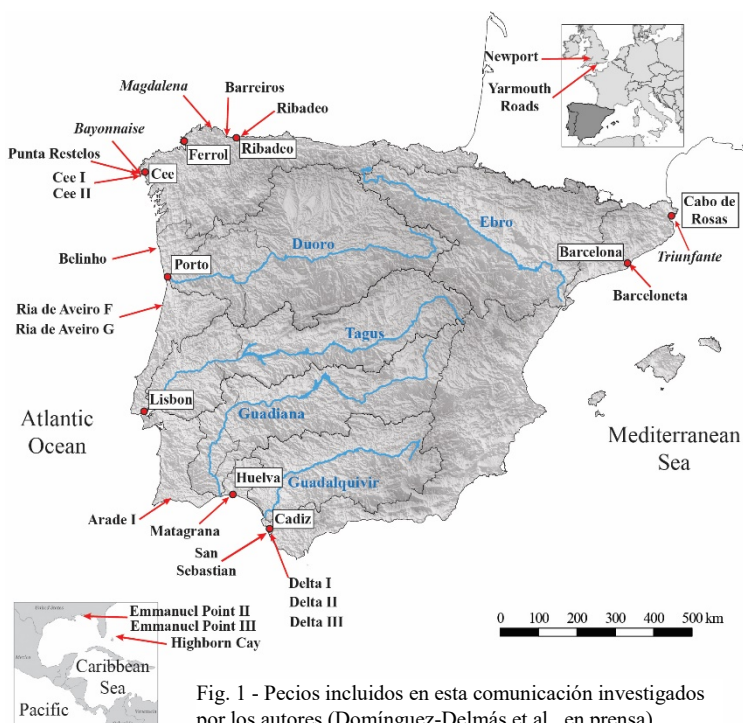 Newport
Yarmouth
Roads
Magdalena
Barreiros
Ribadeo
Bayonnaise
Punta Restelos
Cee I
Cee II
Cee
Ferrol
Ribadeo
Cabo de
Rosas
Ebro
Triunfante
Barcelona
Barceloneta
Belinho
Duoro
Porto
Ria de Aveiro F
Ria de Aveiro G
Tagus
Lisbon
Atlantic
Ocean
Guadiana
Mediterranean
Sea
Huelva
Guadalquivir
Arade I
Matagrana
Cadiz
San
Sebastian
Delta I
Delta II
Delta III
0 100 200 300 400 500 km
Emmanuel Point II
Emmanuel Point III
Highborn Cay
Caribbean
Sea
Pacific
Fig. 1 - Pecios incluidos en esta comunicación investigados
por los autores (Domínguez-Delmás et al., en prensa)